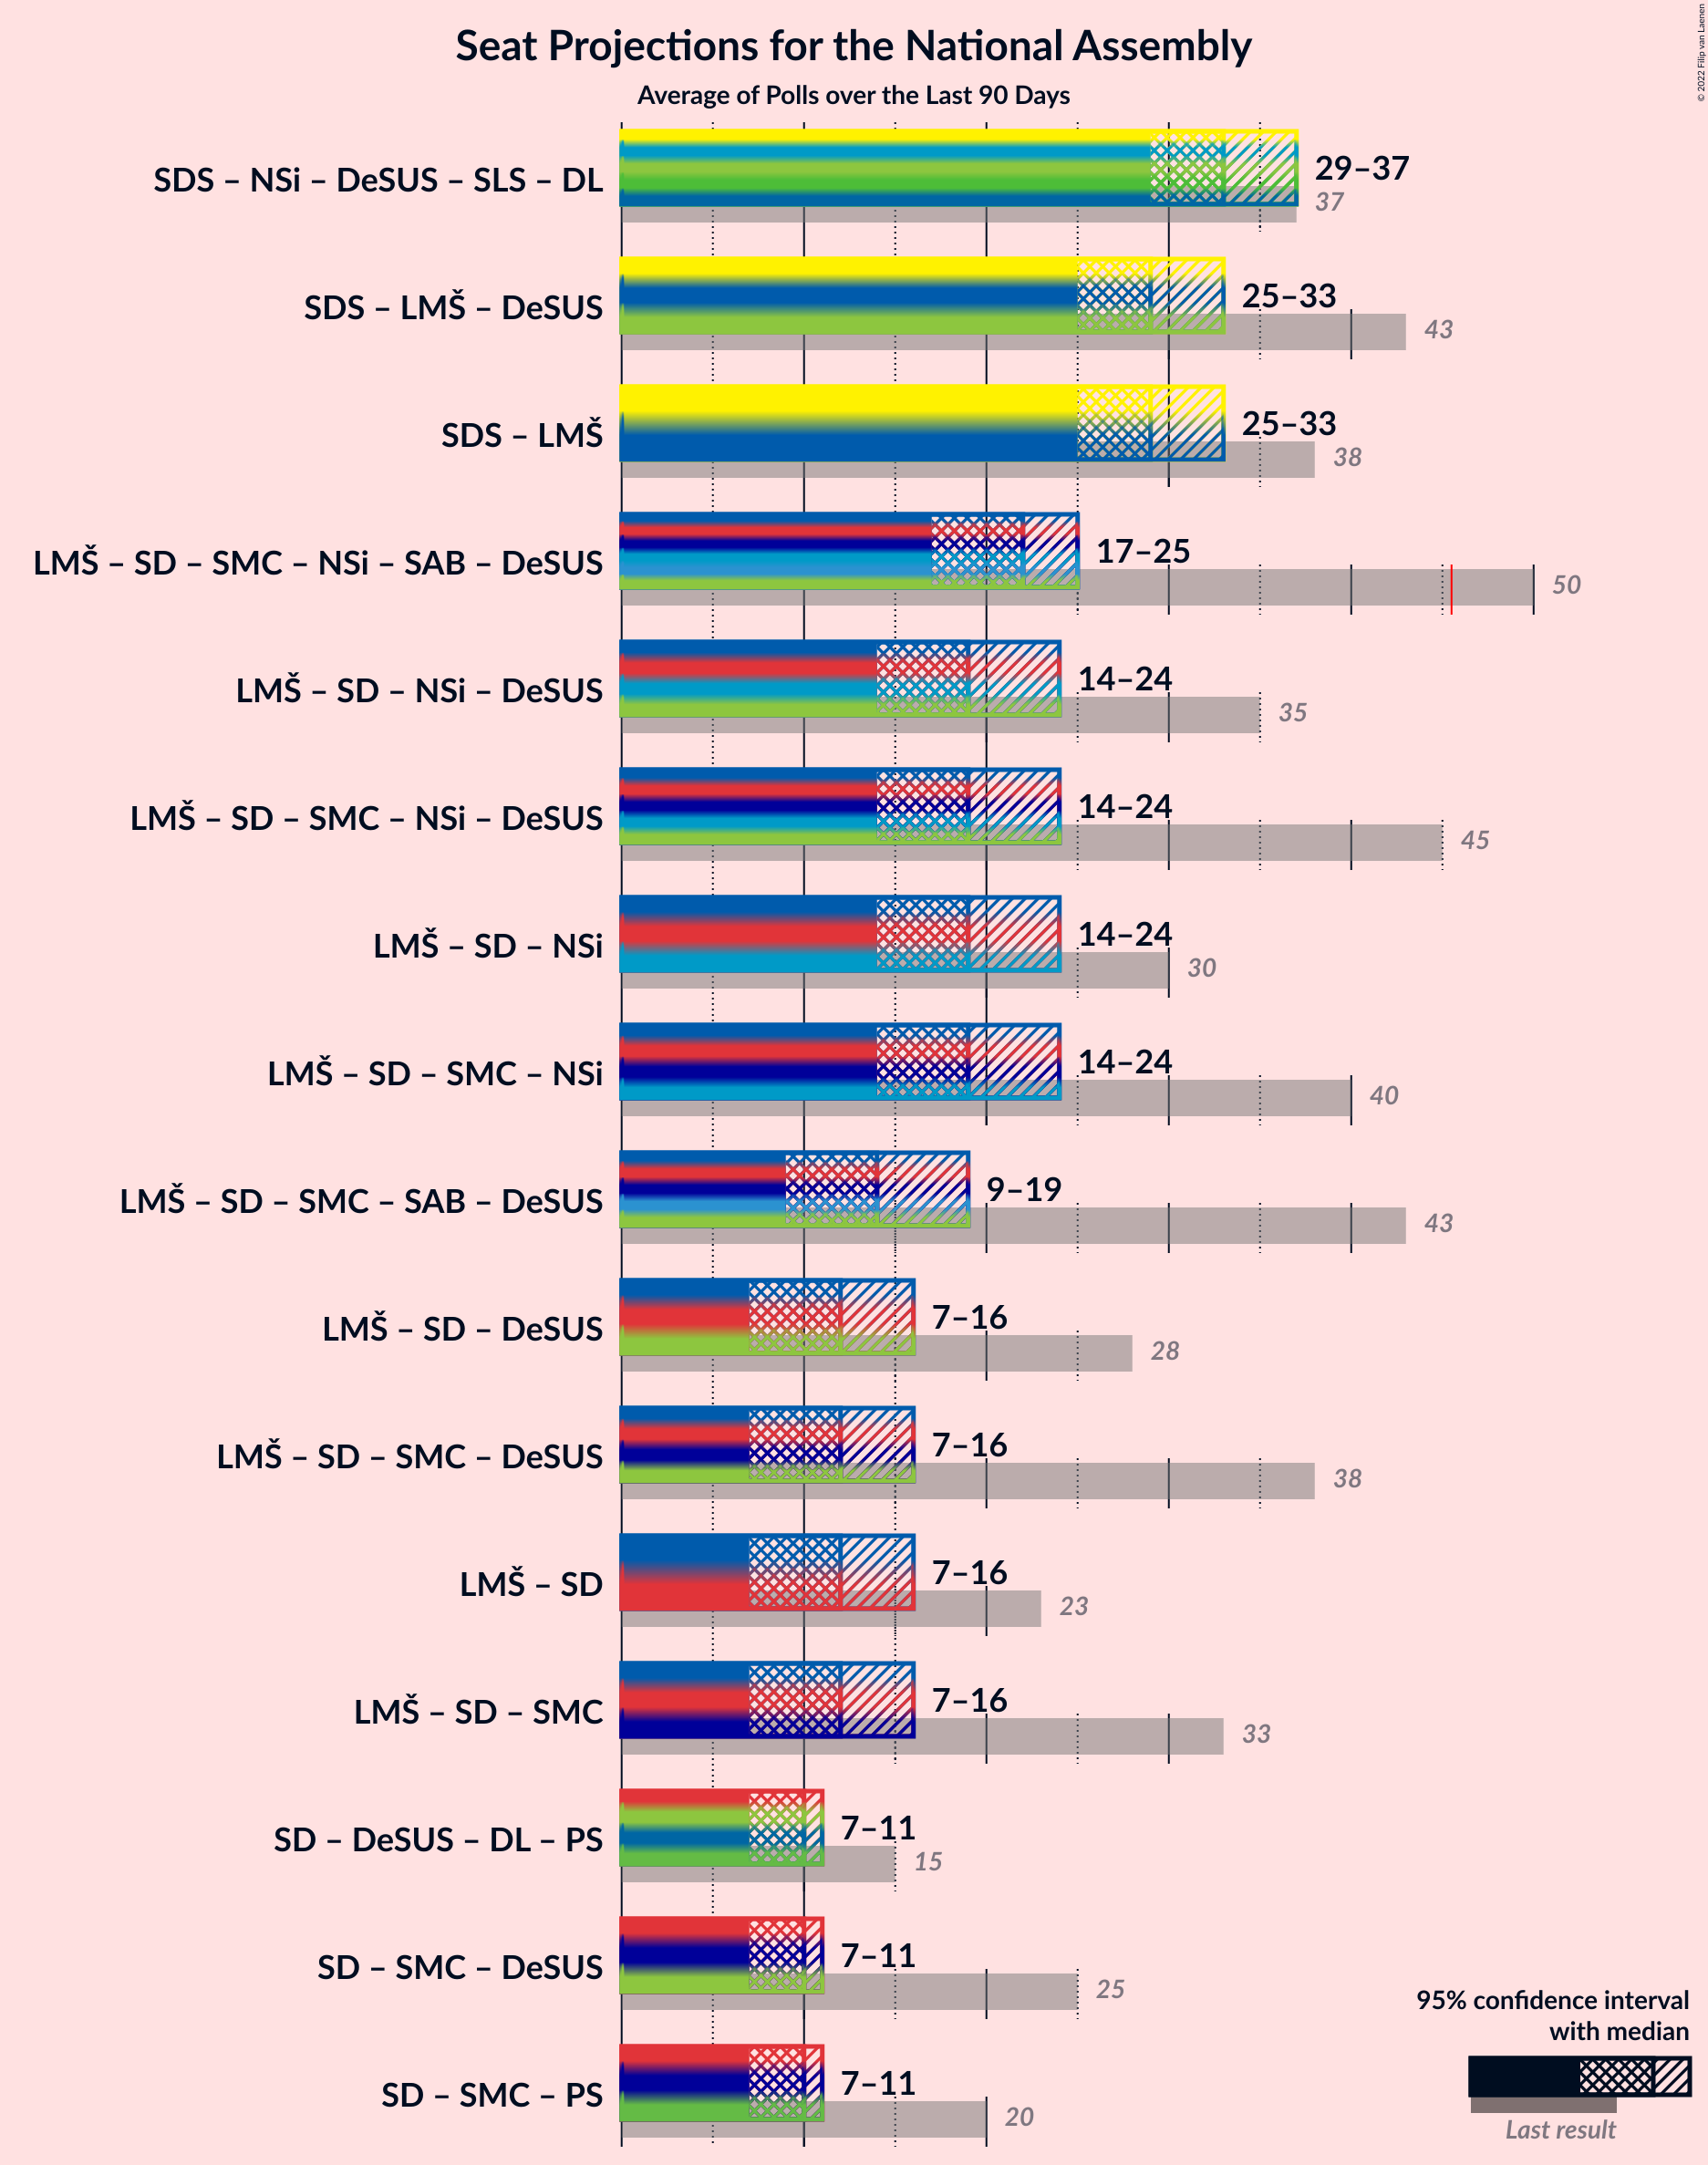 © 2022 Filip van Laenen
Seat Projections for the National Assembly
Average of Polls over the Last 90 Days
SDS – NSi – DeSUS – SLS – DL
29–37
37
SDS – LMŠ – DeSUS
25–33
43
SDS – LMŠ
25–33
38
LMŠ – SD – SMC – NSi – SAB – DeSUS
17–25
50
LMŠ – SD – NSi – DeSUS
14–24
35
LMŠ – SD – SMC – NSi – DeSUS
14–24
45
LMŠ – SD – NSi
14–24
30
LMŠ – SD – SMC – NSi
14–24
40
LMŠ – SD – SMC – SAB – DeSUS
9–19
43
LMŠ – SD – DeSUS
7–16
28
LMŠ – SD – SMC – DeSUS
7–16
38
LMŠ – SD
7–16
23
LMŠ – SD – SMC
7–16
33
SD – DeSUS – DL – PS
7–11
15
SD – SMC – DeSUS
7–11
25
SD – SMC – PS
7–11
20
95% confidence interval
with median
Last result